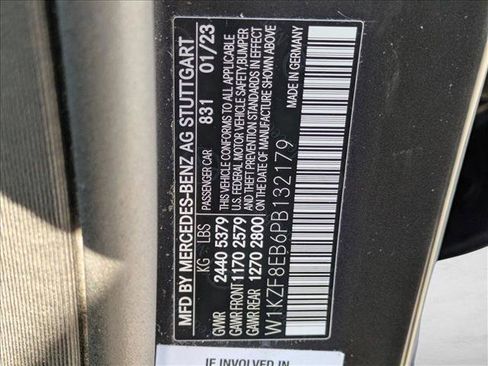 MFD BY MERCEDES-BENZ AG STUTTGART
PASSENGER CAR 831 01/23
KG LBS
GVWR 2440 5379
GAWR FRONT 1170 2579
GAWR REAR 1270 2800
THIS VEHICLE CONFORMS TO ALL APPLICABLE
U.S. FEDERAL MOTOR VEHICLE SAFETY,BUMPER
AND THEFT PREVENTION STANDARDS IN EFFECT
ON THE DATE OF MANUFACTURE SHOWN ABOVE
W1KZF8EB6PB132179
MADE IN GERMANY
IF INVOLVED IN